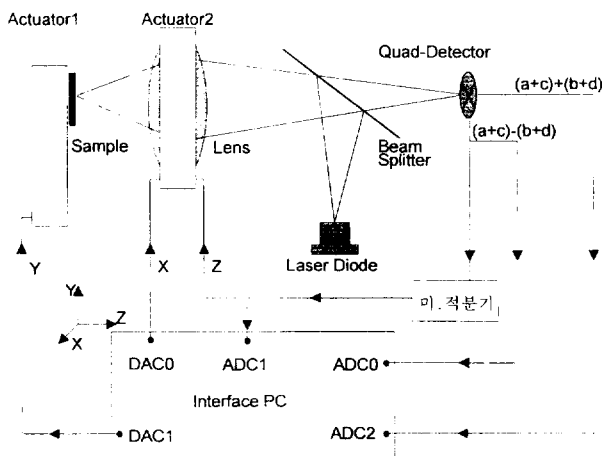 Actuator1
Actuator2
Quad-Detector
(a+c)+(b+d)
(a+c)-(b+d)
Sample
Lens
Beam
Splitter
Laser Diode
Y
X
Z
Y
Z
X
미.적분기
DAC0
ADC1
ADC0
Interface PC
DAC1
ADC2